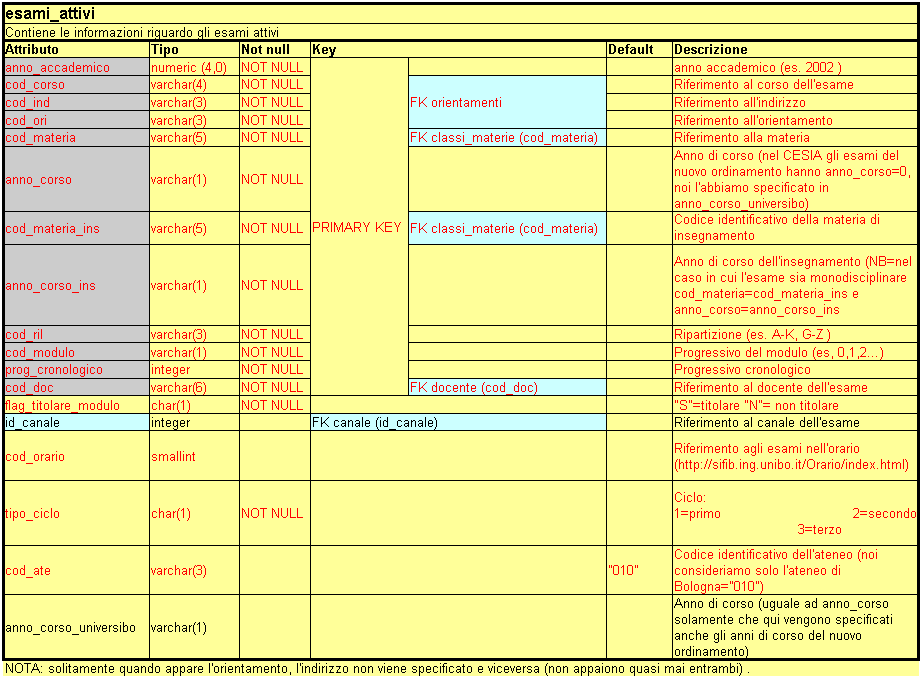 esami_attivi
Contiene le informazioni riguardo gli esami attivi
Attributo Tipo Not null Key Default Descrizione
anno_accademico numeric (4,0) NOT NULL anno accademico (es. 2002 )
cod_corso varchar(4) NOT NULL Riferimento al corso dell'esame
cod_ind varchar(3) NOT NULL FK orientamenti Riferimento all'indirizzo
cod_ori varchar(3) NOT NULL Riferimento all'orientamento
cod_materia varchar(5) NOT NULL FK classi_materie (cod_materia) Riferimento alla materia
anno_corso varchar(1) NOT NULL Anno di corso (nel CESIA gli esami del
nuovo ordinamento hanno anno_corso=0,
noi l'abbiamo specificato in
anno_corso_universibo)
cod_materia_ins varchar(5) NOT NULL PRIMARY KEY FK classi_materie (cod_materia) Codice identificativo della materia di
insegnamento
anno_corso_ins varchar(1) NOT NULL Anno di corso dell'insegnamento (NB=nel
caso in cui l'esame sia monodisciplinare
cod_materia=cod_materia_ins e
anno_corso=anno_corso_ins
cod_ril varchar(3) NOT NULL Ripartizione (es. A-K, G-Z )
cod_modulo varchar(1) NOT NULL Progressivo del modulo (es, 0,1,2...)
prog_cronologico integer NOT NULL Progressivo cronologico
cod_doc varchar(6) NOT NULL FK docente (cod_doc) Riferimento al docente dell'esame
flag_titolare_modulo char(1) NOT NULL "S"=titolare "N"= non titolare
id_canale integer FK canale (id_canale) Riferimento al canale dell'esame
cod_orario smallint Riferimento agli esami nell'orario
(http://sifib.ing.unibo.it/Orario/index.html)
tipo_ciclo char(1) NOT NULL Ciclo:
1=primo 2=secondo
3=terzo
cod_ate varchar(3) "010" Codice identificativo dell'ateneo (noi
consideriamo solo l'ateneo di
Bologna="010")
anno_corso_universibo varchar(1) Anno di corso (uguale ad anno_corso
solamente che qui vengono specificati
anche gli anni di corso del nuovo
ordinamento)
NOTA: solitamente quando appare l'orientamento, l'indirizzo non viene specificato e viceversa (non appaiono quasi mai entrambi) .